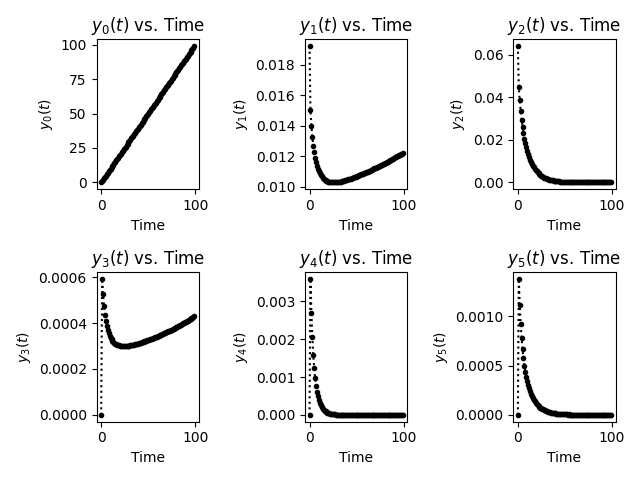 y₀(t) vs. Time
y₀(t)
100
75
50
25
0
0
100
Time
y₁(t) vs. Time
y₁(t)
0.018
0.016
0.014
0.012
0.010
0
100
Time
y₂(t) vs. Time
y₂(t)
0.06
0.04
0.02
0.00
0
100
Time
y₃(t) vs. Time
y₃(t)
0.0006
0.0004
0.0002
0.0000
0
100
Time
y₄(t) vs. Time
y₄(t)
0.003
0.002
0.001
0.000
0
100
Time
y₅(t) vs. Time
y₅(t)
0.0010
0.0005
0.0000
0
100
Time